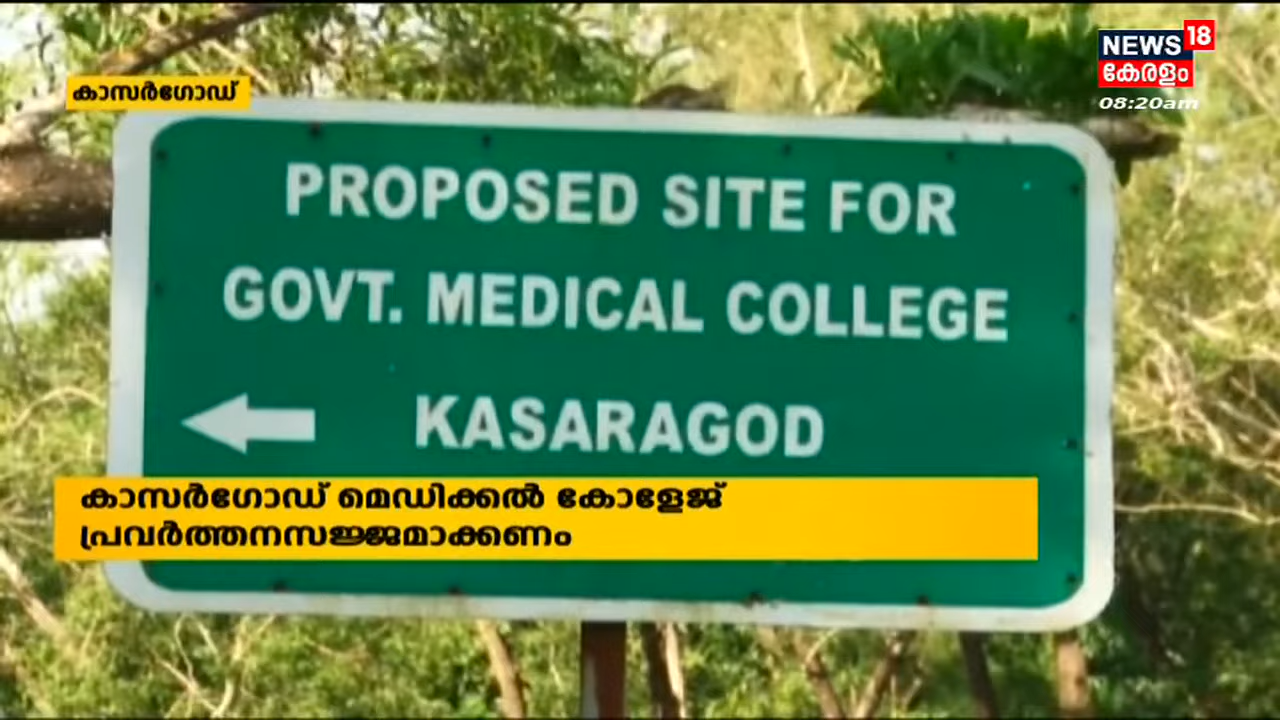 NEWS 18
കേരളം
08:20am
കാസർഗോഡ്
PROPOSED SITE FOR
GOVT. MEDICAL COLLEGE
KASARAGOD
കാസർഗോഡ് മെഡിക്കൽ കോളേജ്
പ്രവർത്തനസജ്ജമാക്കണം